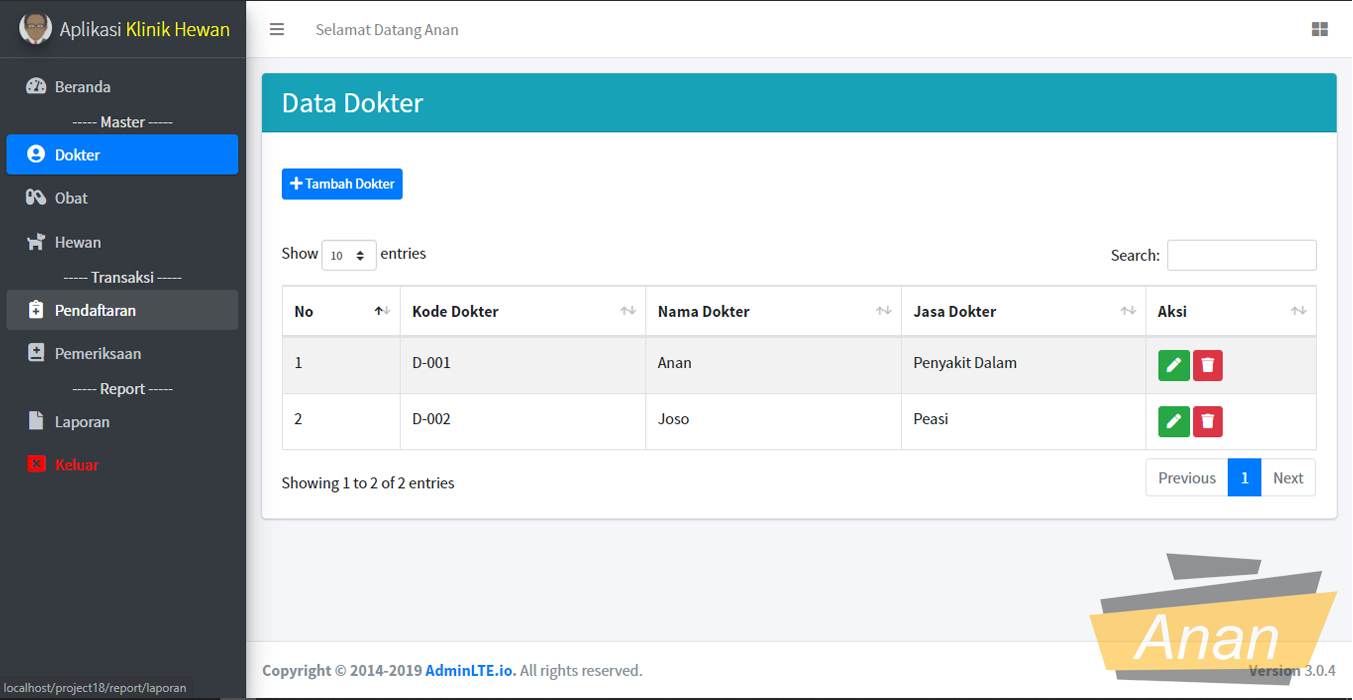 Aplikasi Klinik Hewan
Selamat Datang Anan
Beranda
----- Master -----
Dokter
Obat
Hewan
----- Transaksi -----
Pendaftaran
Pemeriksaan
----- Report -----
Laporan
Keluar
Data Dokter
Tambah Dokter
Show 10 entries
Search:
No Kode Dokter Nama Dokter Jasa Dokter Aksi
1 D-001 Anan Penyakit Dalam
2 D-002 Joso Peasi
Showing 1 to 2 of 2 entries
Previous 1 Next
Anan
Copyright © 2014-2019 AdminLTE.io. All rights reserved.
Version 3.0.4
localhost/project18/report/laporan